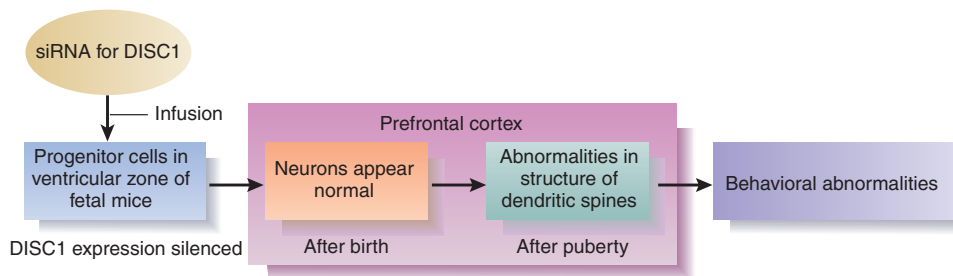 siRNA for DISC1
Infusion
Progenitor cells in
ventricular zone of
fetal mice
DISC1 expression silenced
Prefrontal cortex
Neurons appear
normal
After birth
Abnormalities in
structure of
dendritic spines
After puberty
Behavioral abnormalities